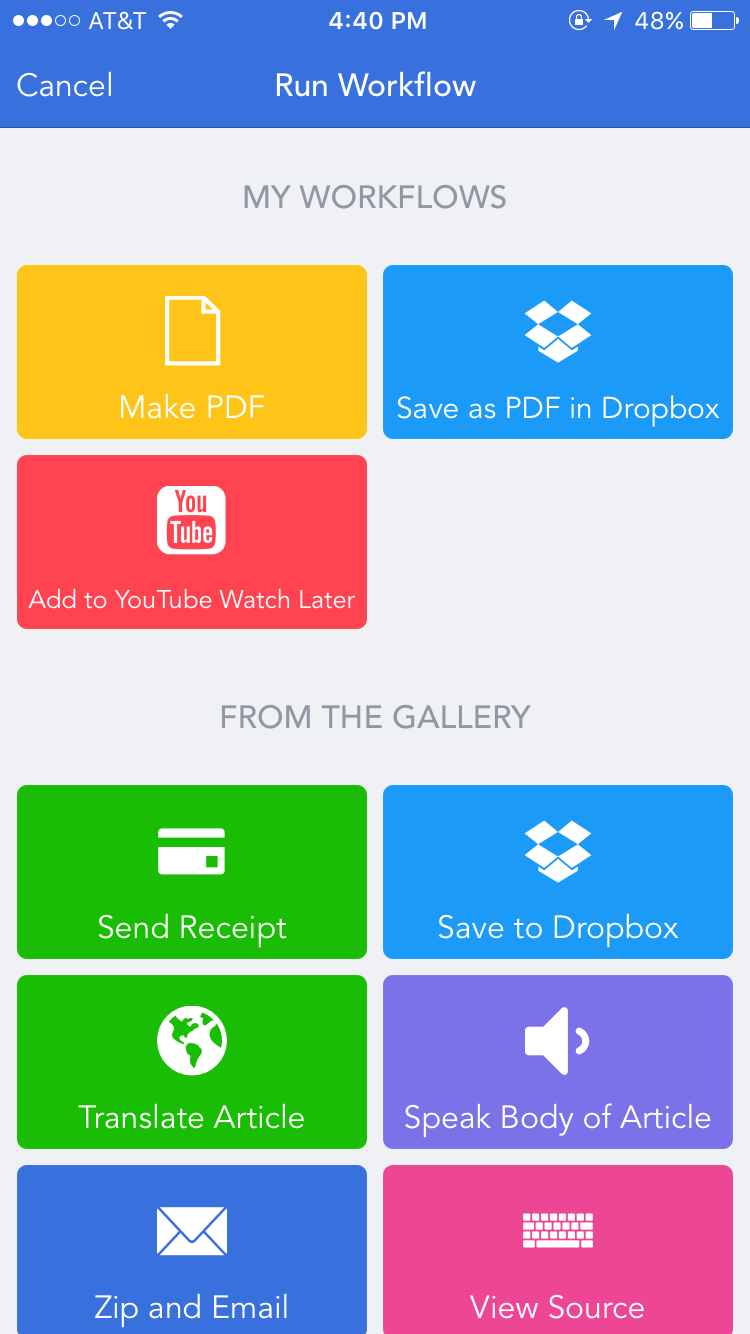 AT&T 4:40 PM 48%
Cancel Run Workflow
MY WORKFLOWS
Make PDF
Save as PDF in Dropbox
You
Tube
Add to YouTube Watch Later
FROM THE GALLERY
Send Receipt
Save to Dropbox
Translate Article
Speak Body of Article
Zip and Email
View Source